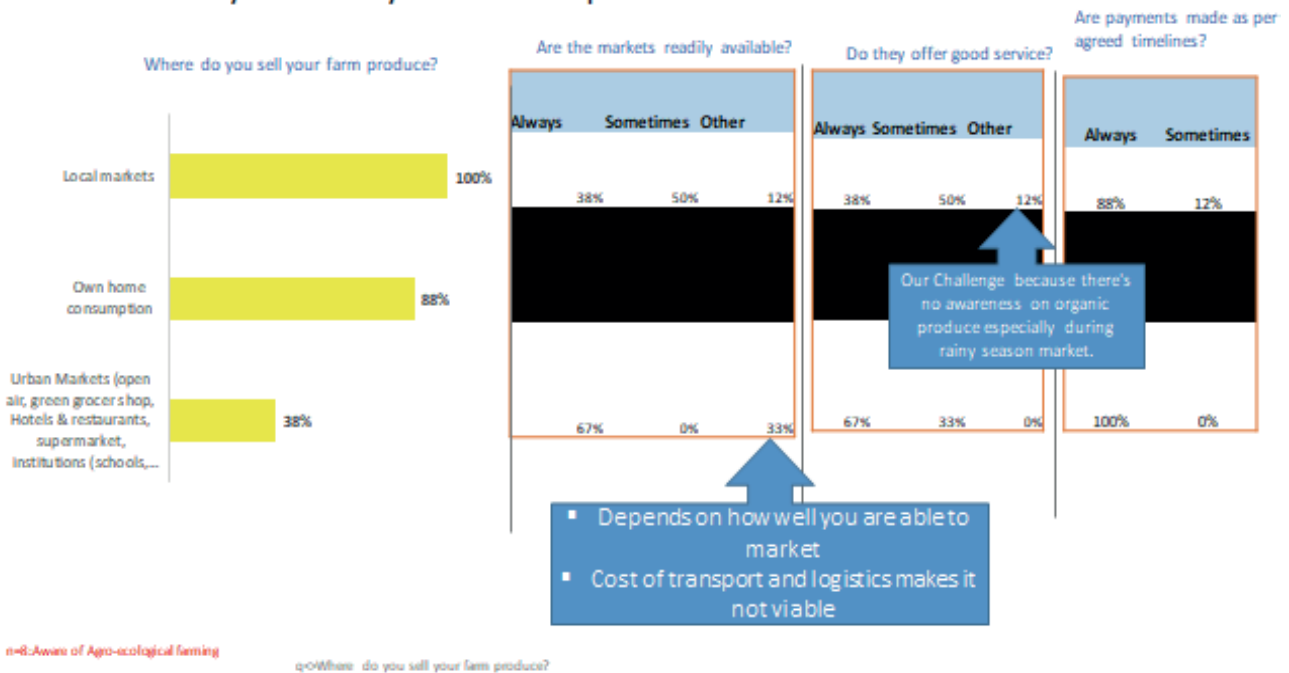 Are payments made as per
agreed timelines?
Where do you sell your farm produce?
Are the markets readily available?
Do they offer good service?
Always Sometimes Other
Always Sometimes Other
Always Sometimes
Local markets
100%
38% 50% 12%
38% 50% 12%
88% 12%
Own home
consumption
88%
Our Challenge because there's
no awareness on organic
produce especially during
rainy season market.
Urban Markets (open
air, green grocer shop,
Hotels & restaurants,
supermarket,
institutions (schools,...
38%
67% 0% 33%
67% 33% 0%
100% 0%
▪ Depends on how well you are able to
market
▪ Cost of transport and logistics makes it
not viable
n=8:Aware of Agro-ecological farming
Where do you sell your farm produce?